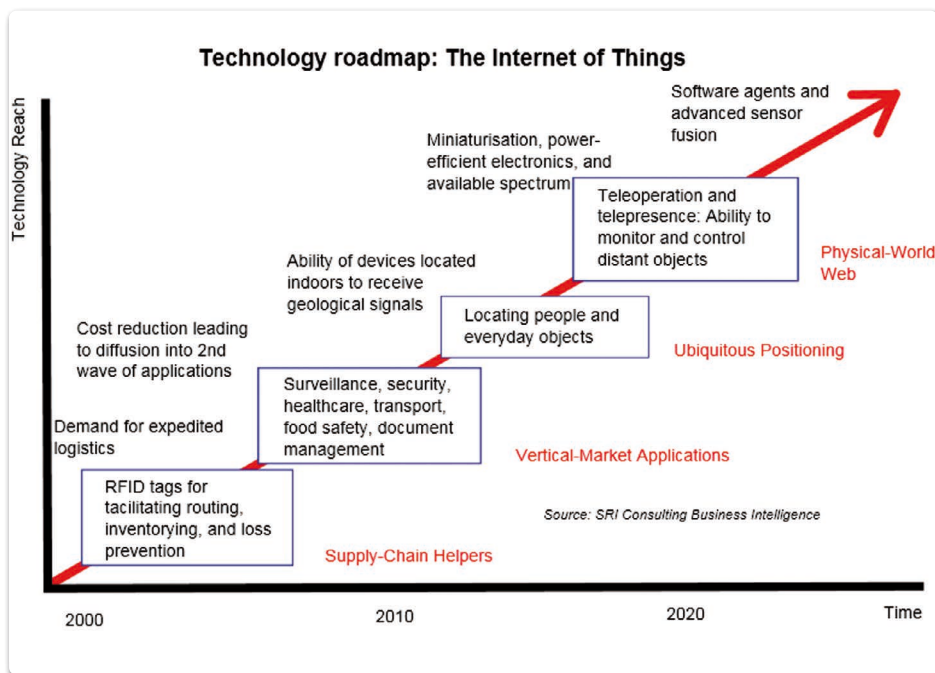 Technology roadmap: The Internet of Things
Technology Reach
Software agents and
advanced sensor
fusion
Miniaturisation, power-
efficient electronics, and
available spectrum
Teleoperation and
telepresence: Ability to
monitor and control
distant objects
Physical-World
Web
Ability of devices located
indoors to receive
geological signals
Locating people and
everyday objects
Ubiquitous Positioning
Cost reduction leading
to diffusion into 2nd
wave of applications
Surveillance, security,
healthcare, transport,
food safety, document
management
Vertical-Market Applications
Demand for expedited
logistics
RFID tags for
facilitating routing,
inventorying, and loss
prevention
Supply-Chain Helpers
Source: SRI Consulting Business Intelligence
2000
2010
2020
Time